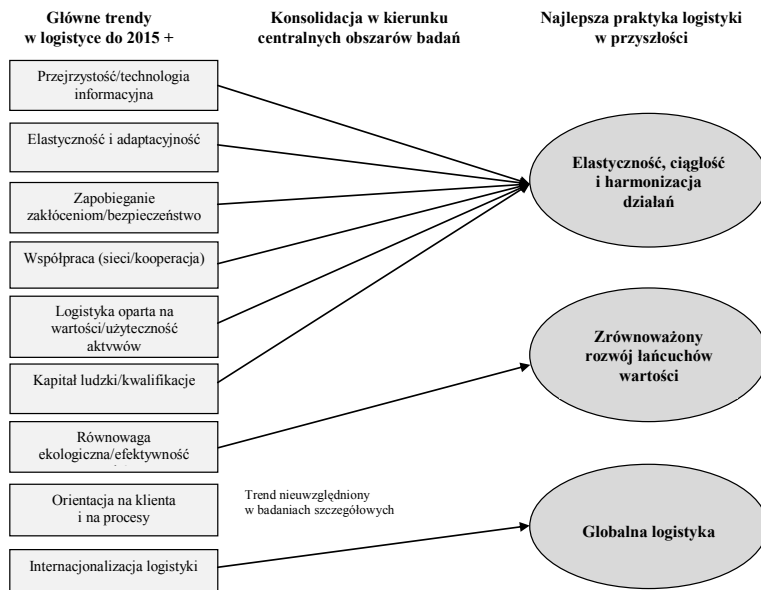 Główne trendy
w logistyce do 2015 +
Konsolidacja w kierunku
centralnych obszarów badań
Najlepsza praktyka logistyki
w przyszłości
Przejrzystość/technologia
informacyjna
Elastyczność i adaptacyjność
Zapobieganie
zakłóceniom/bezpieczeństwo
Współpraca (sieci/kooperacja)
Logistyka oparta na
wartości/użyteczność
aktywów
Kapitał ludzki/kwalifikacje
Równowaga
ekologiczna/efektywność
Orientacja na klienta
i na procesy
Internacjonalizacja logistyki
Trend nieuwzględniony
w badaniach szczegółowych
Elastyczność, ciągłość
i harmonizacja
działań
Zrównoważony
rozwój łańcuchów
wartości
Globalna logistyka